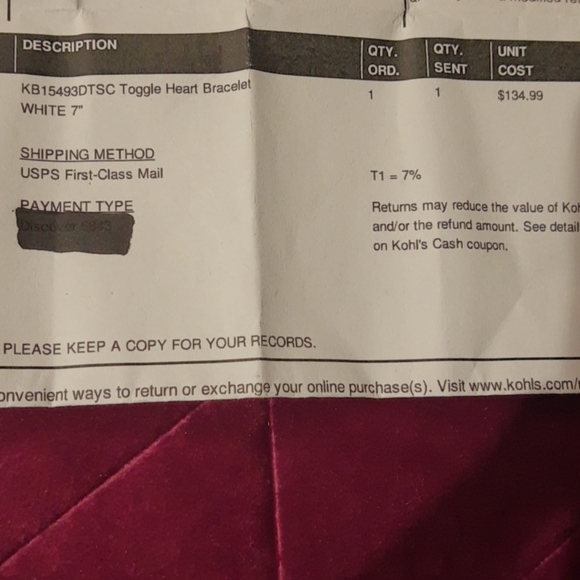 DESCRIPTION QTY. ORD. QTY. SENT UNIT COST
KB15493DTSC Toggle Heart Bracelet 1 1 $134.99
WHITE 7"
SHIPPING METHOD
USPS First-Class Mail T1 = 7%
PAYMENT TYPE
Returns may reduce the value of Koh
and/or the refund amount. See detail
on Kohl's Cash coupon.
PLEASE KEEP A COPY FOR YOUR RECORDS.
onvenient ways to return or exchange your online purchase(s). Visit www.kohls.com/